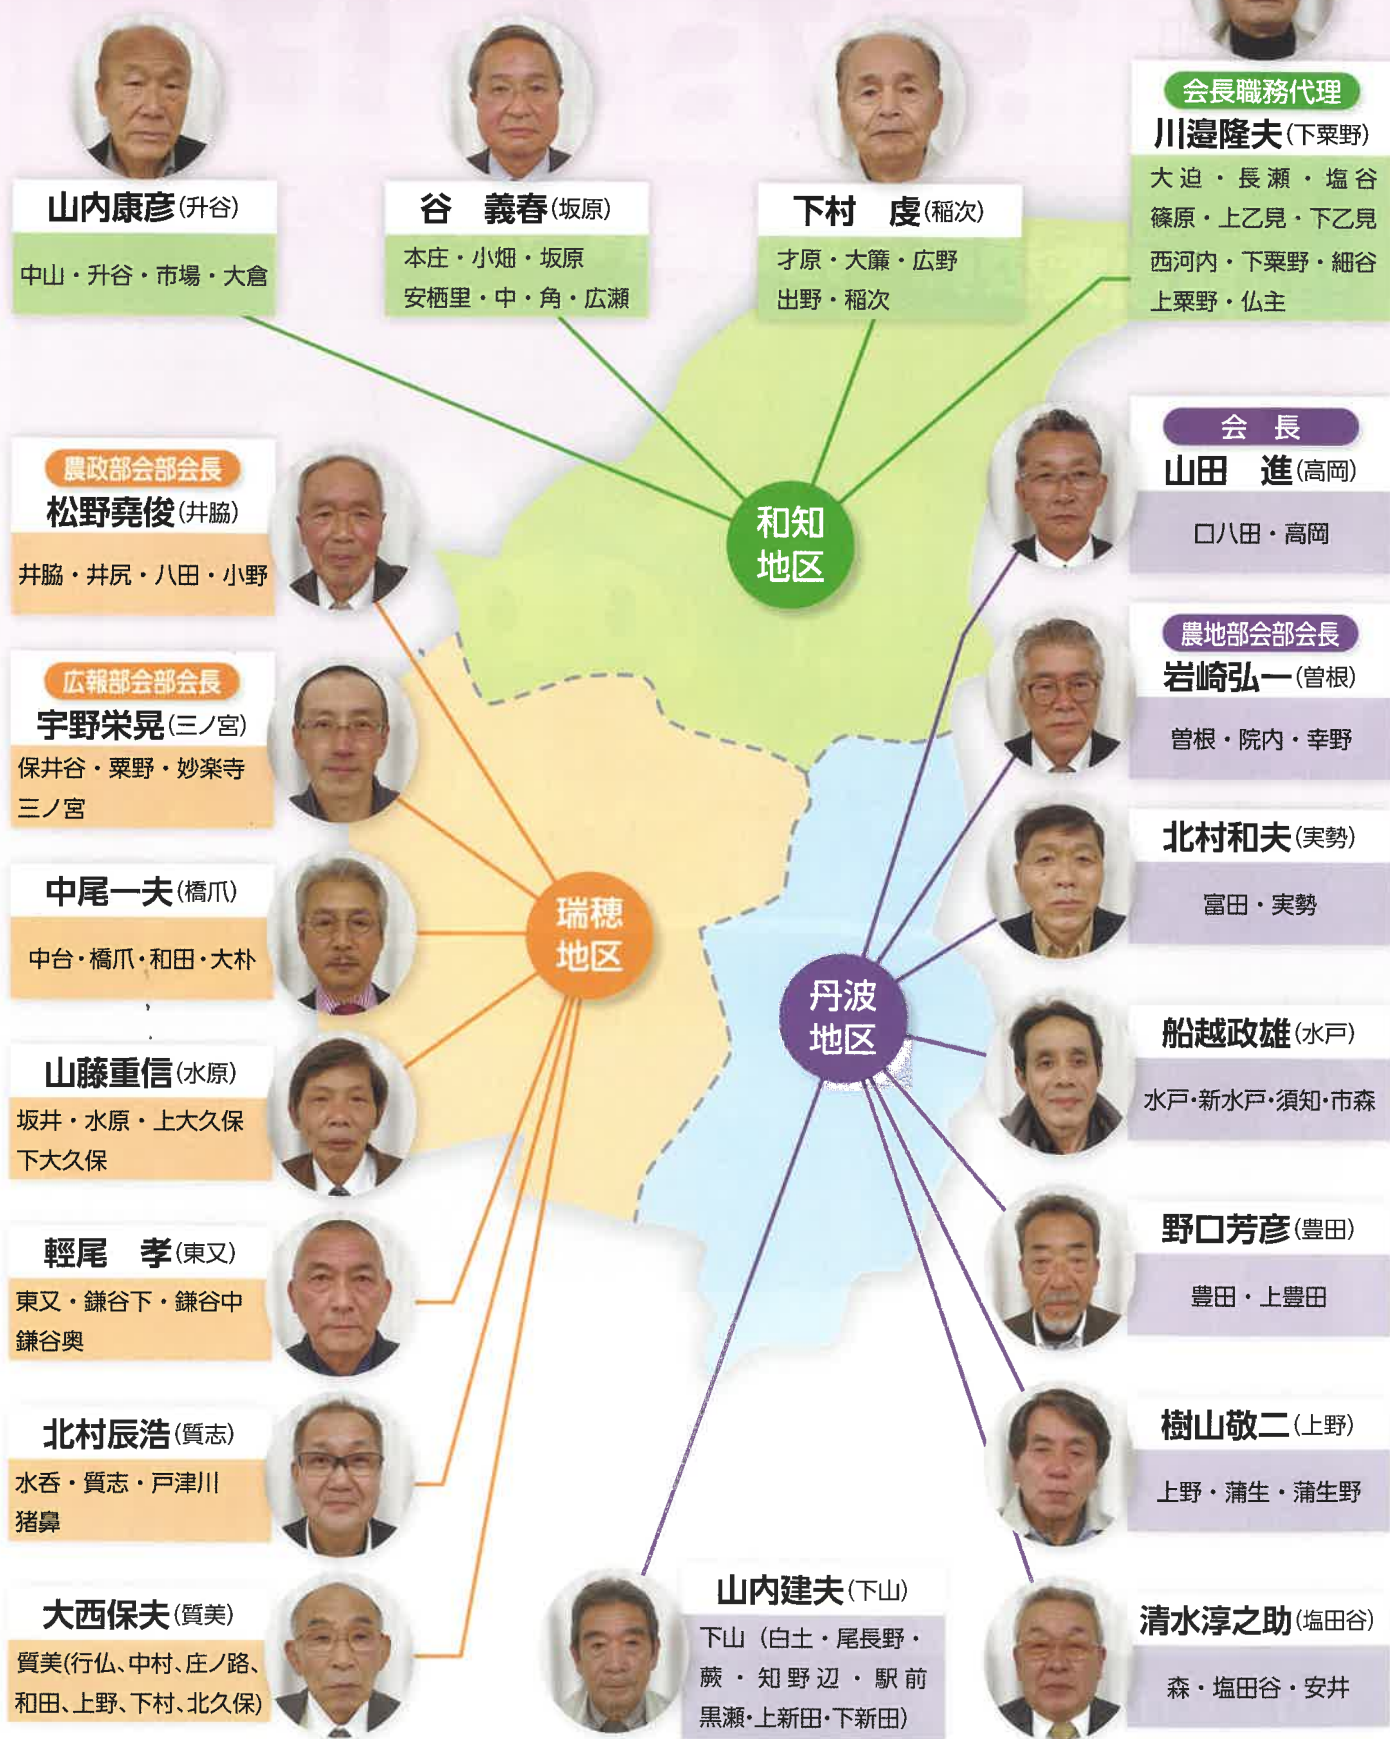 山内康彦(升谷)
中山・升谷・市場・大倉
谷　義春(坂原)
本庄・小畑・坂原
安栖里・中・角・広瀬
下村　虔(稲次)
才原・大簾・広野
出野・稲次
会長職務代理
川邉隆夫(下粟野)
大迫・長瀬・塩谷
篠原・上乙見・下乙見
西河内・下粟野・細谷
上粟野・仏主
和知
地区
農政部会部会長
松野堯俊(井脇)
井脇・井尻・八田・小野
広報部会部会長
宇野栄晃(三ノ宮)
保井谷・粟野・妙楽寺
三ノ宮
中尾一夫(橋爪)
中台・橋爪・和田・大朴
山藤重信(水原)
坂井・水原・上大久保
下大久保
輕尾　孝(東又)
東又・鎌谷下・鎌谷中
鎌谷奥
北村辰浩(質志)
水呑・質志・戸津川
猪鼻
大西保夫(質美)
質美(行仏、中村、庄ノ路、
和田、上野、下村、北久保)
瑞穂
地区
会　長
山田　進(高岡)
口八田・高岡
農地部会部会長
岩崎弘一(曽根)
曽根・院内・幸野
北村和夫(実勢)
富田・実勢
船越政雄(水戸)
水戸・新水戸・須知・市森
野口芳彦(豊田)
豊田・上豊田
樹山敬二(上野)
上野・蒲生・蒲生野
清水淳之助(塩田谷)
森・塩田谷・安井
山内建夫(下山)
下山（白土・尾長野・
蕨・知野辺・駅前
黒瀬・上新田・下新田）
丹波
地区